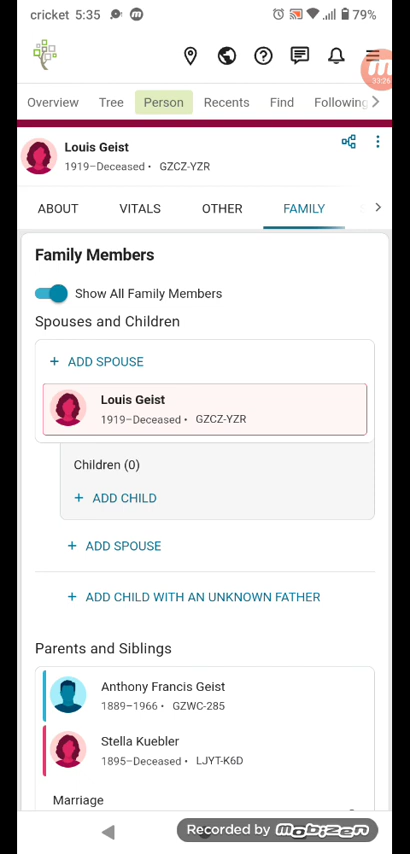 cricket 5:35 79%
33:26
Overview Tree Person Recents Find Following
Louis Geist
1919–Deceased • GZCZ-YZR
ABOUT VITALS OTHER FAMILY
Family Members
Show All Family Members
Spouses and Children
+ ADD SPOUSE
Louis Geist
1919–Deceased • GZCZ-YZR
Children (0)
+ ADD CHILD
+ ADD SPOUSE
+ ADD CHILD WITH AN UNKNOWN FATHER
Parents and Siblings
Anthony Francis Geist
1889–1966 • GZWC-285
Stella Kuebler
1895–Deceased • LJYT-K6D
Marriage
Recorded by mobizen